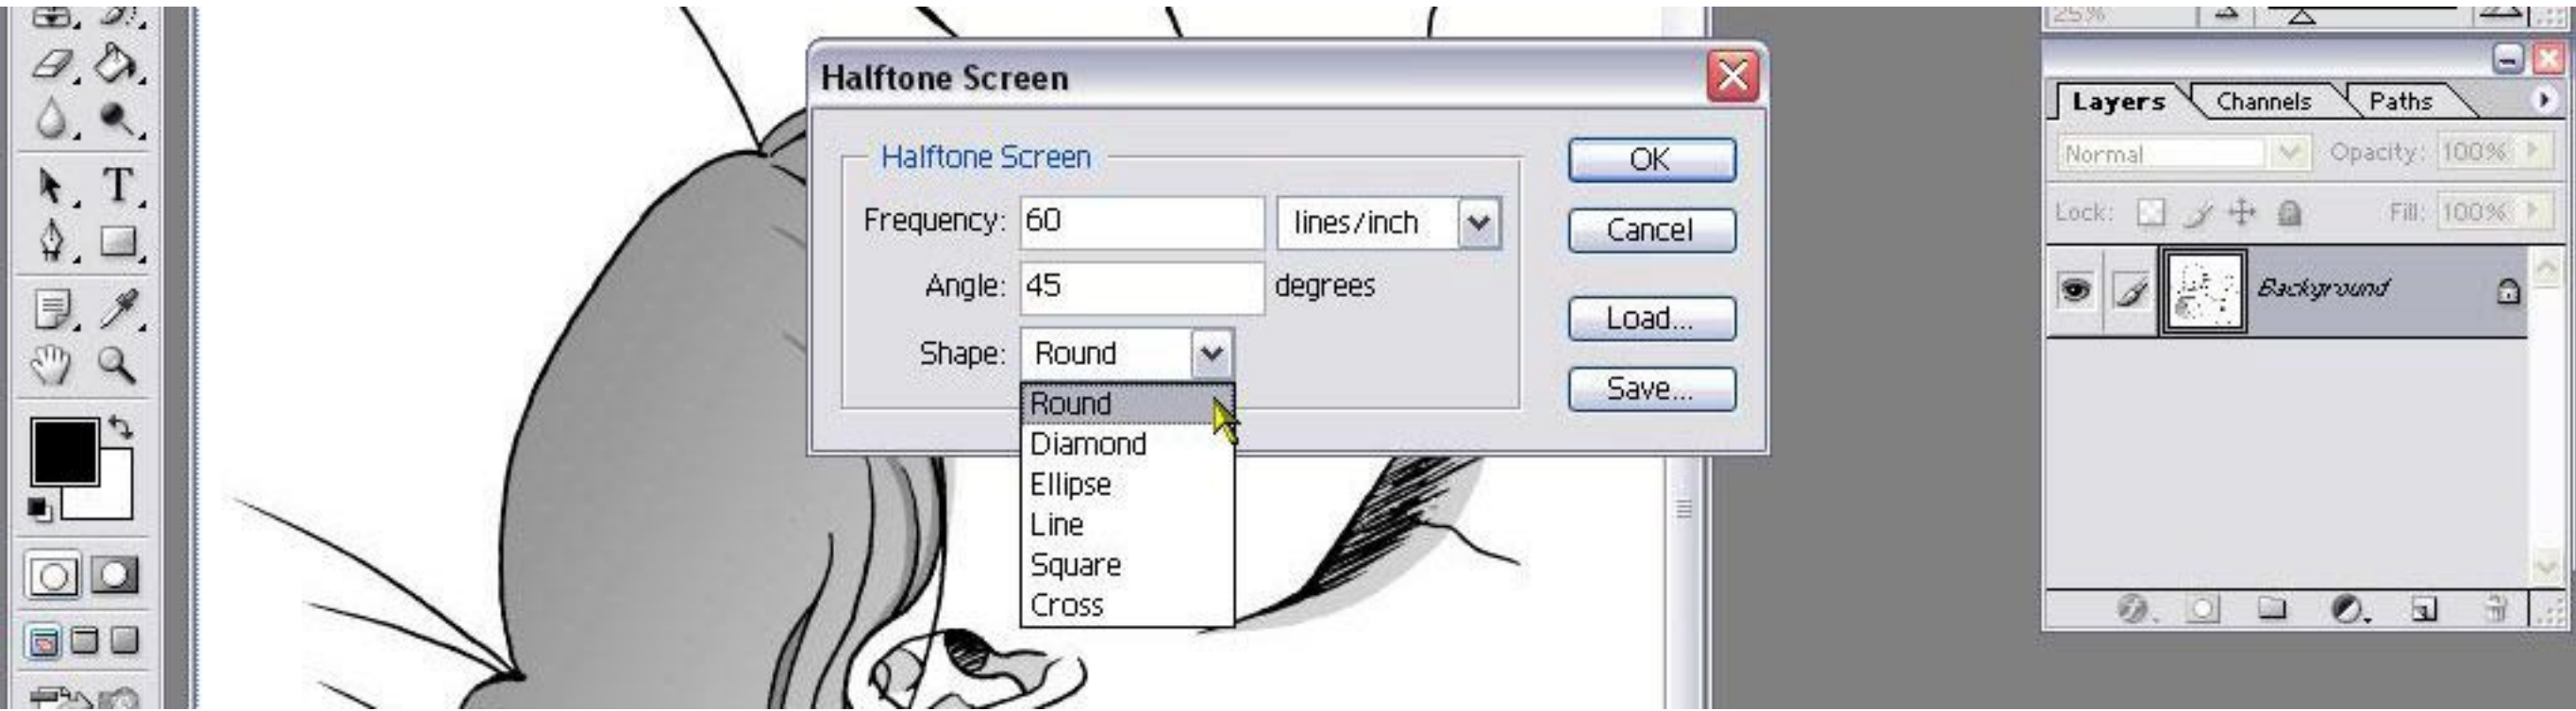 25%
Halftone Screen
Halftone Screen
Frequency: 60 lines/inch
Angle: 45 degrees
Shape: Round
Round
Diamond
Ellipse
Line
Square
Cross
OK
Cancel
Load...
Save...
T
Layers Channels Paths
Normal Opacity: 100%
Lock: Fill: 100%
Background